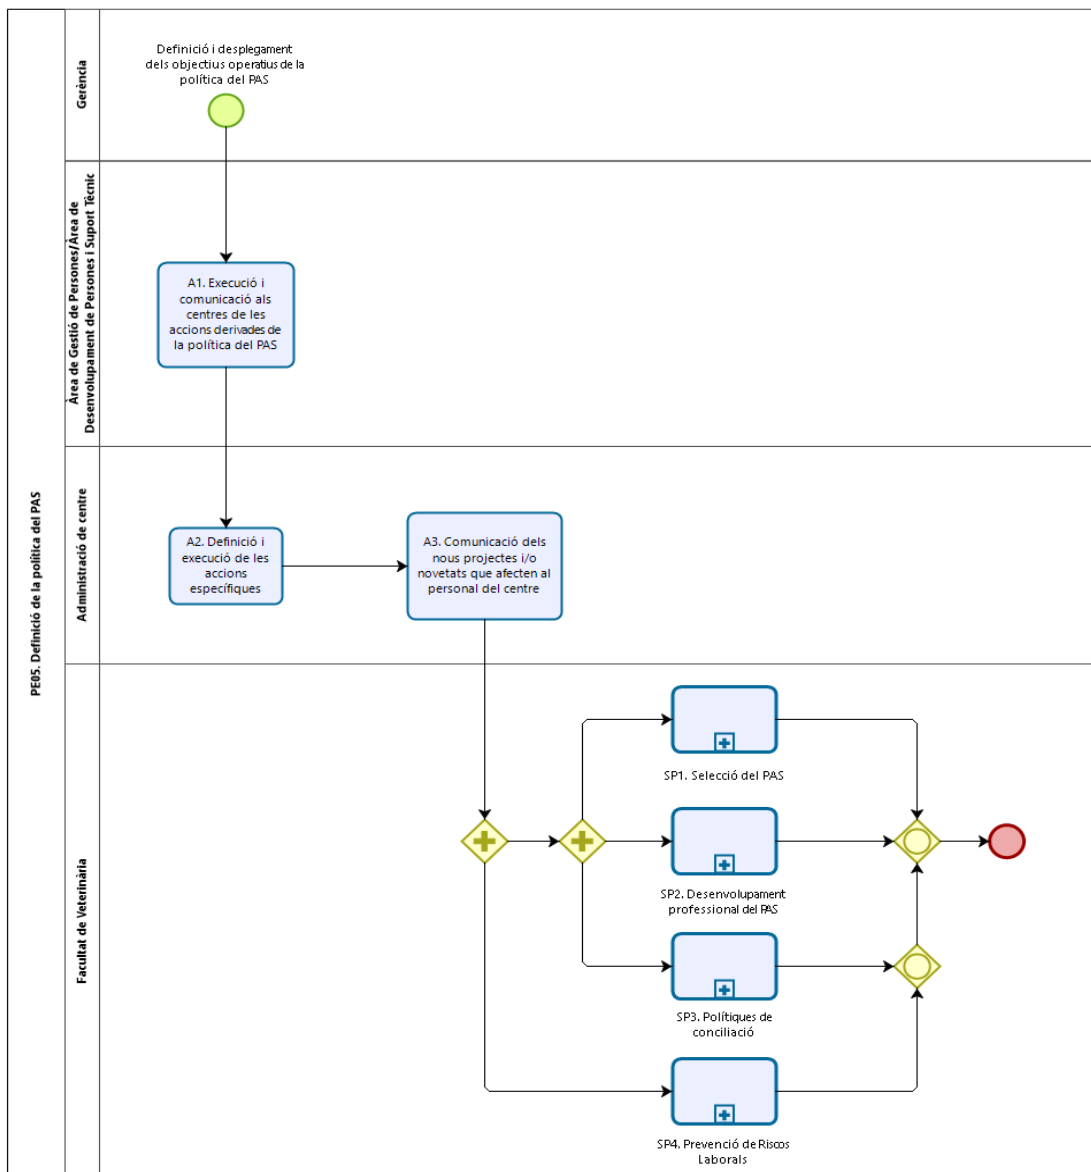 PE05. Definició de la política del PAS
Gerència
Definició i desplegament
dels objectius operatius de la
política del PAS
Àrea de Gestió de Persones/Àrea de
Desenvolupament de Persones i Suport Tècnic
A1. Execució i
comunicació als
centres de les
accions derivades de
la política del PAS
Administració de centre
A2. Definició i
execució de les
accions
específiques
A3. Comunicació dels
nous projectes i/o
novetats que afecten al
personal del centre
Facultat de Veterinària
SP1. Selecció del PAS
SP2. Desenvolupament
professional del PAS
SP3. Polítiques de
conciliació
SP4. Prevenció de Riscos
Laborals